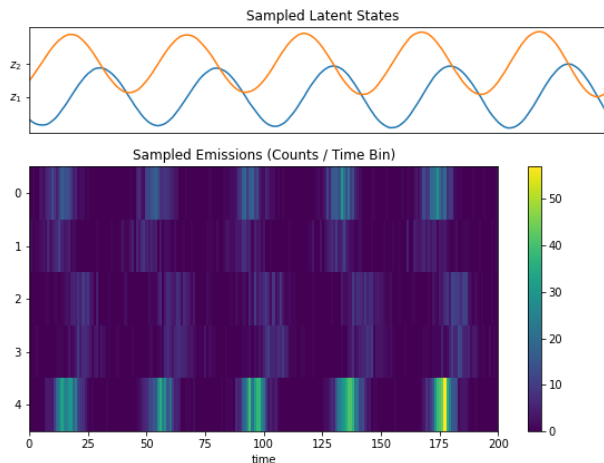 Sampled Latent States
z2
z1
Sampled Emissions (Counts / Time Bin)
0
1
2
3
4
0 25 50 75 100 125 150 175 200
time
50
40
30
20
10
0